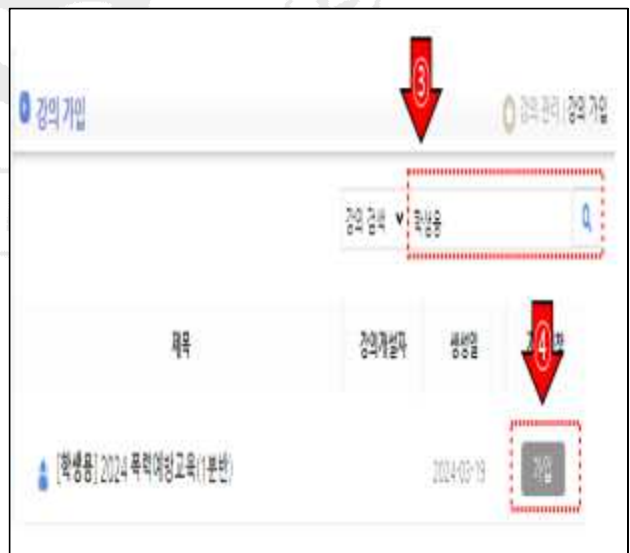 ③
강의 가입
강의 관리 | 강의 가입
강의 검색 학생용
제목 강의개설자 생성일
④
[학생용] 2024 폭력예방교육(1분반) 2024-03-19 가입